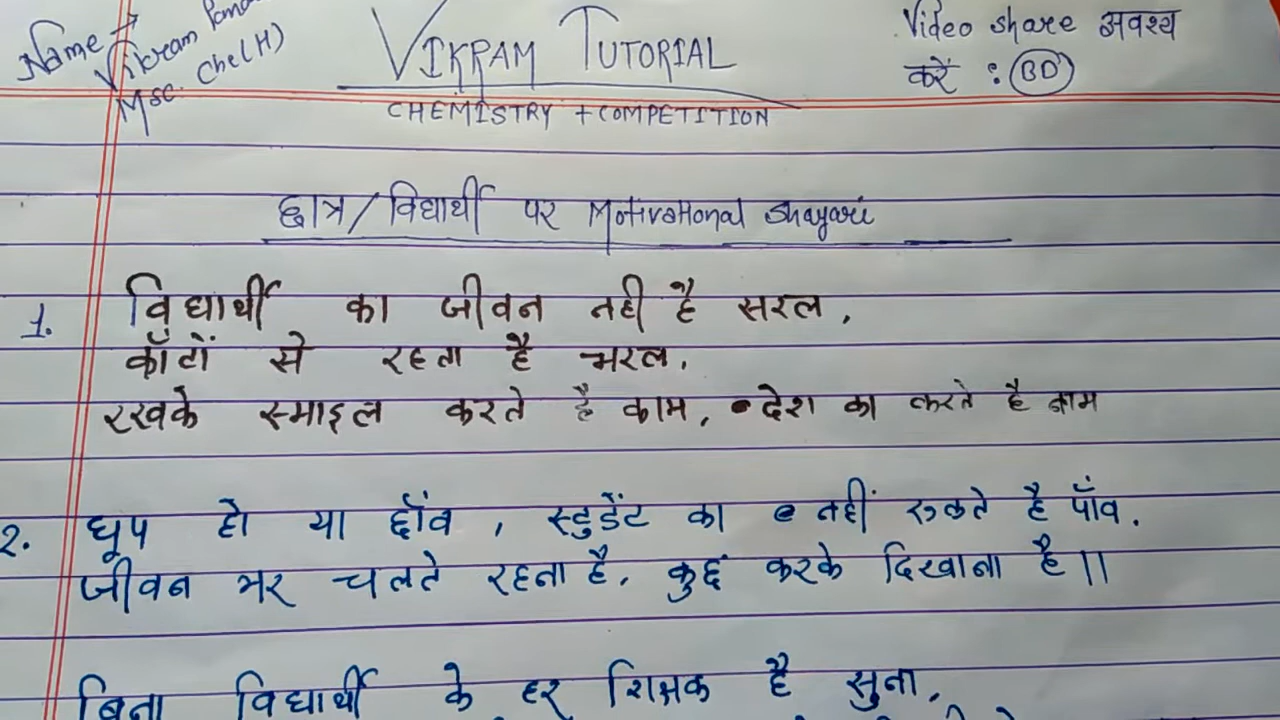 Name → Vikram
Msc. Che(H)
VIKRAM TUTORIAL
CHEMISTRY + COMPETITION
Video share अवश्य
करें : BD
छात्र/विद्यार्थी पर Motivational Shayari
1. विद्यार्थी का जीवन नही है सरल,
काँटों से रहता है भरल,
रखके स्माइल करते है काम, देश का करते है नाम
2. धूप हो या छाँव, स्टुडेंट का नहीं रुकते है पाँव.
जीवन भर चलते रहना है, कुछ करके दिखाना है||
बिना विद्यार्थी के हर शिक्षक है सुना,